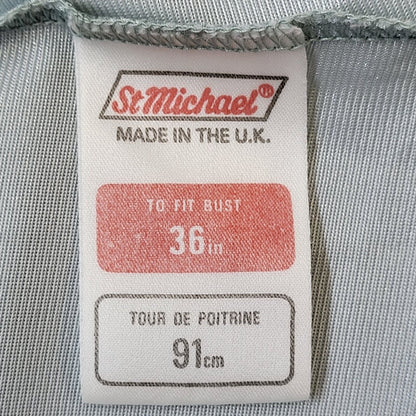 St Michael®
MADE IN THE U.K.
TO FIT BUST
36in
TOUR DE POITRINE
91cm